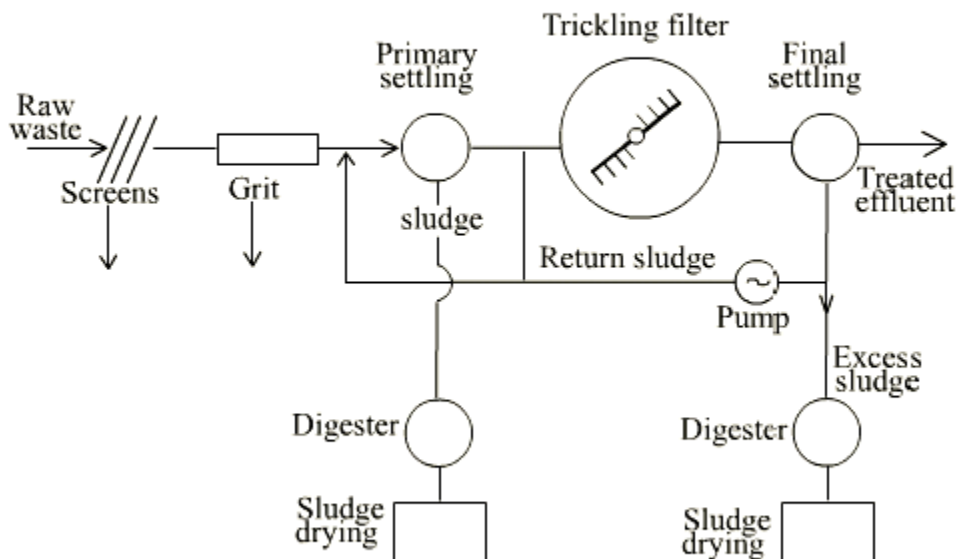 Trickling filter
Primary
settling
Final
settling
Raw
waste
Screens
Grit
sludge
Treated
effluent
Return sludge
Pump
Excess
sludge
Digester
Digester
Sludge
drying
Sludge
drying